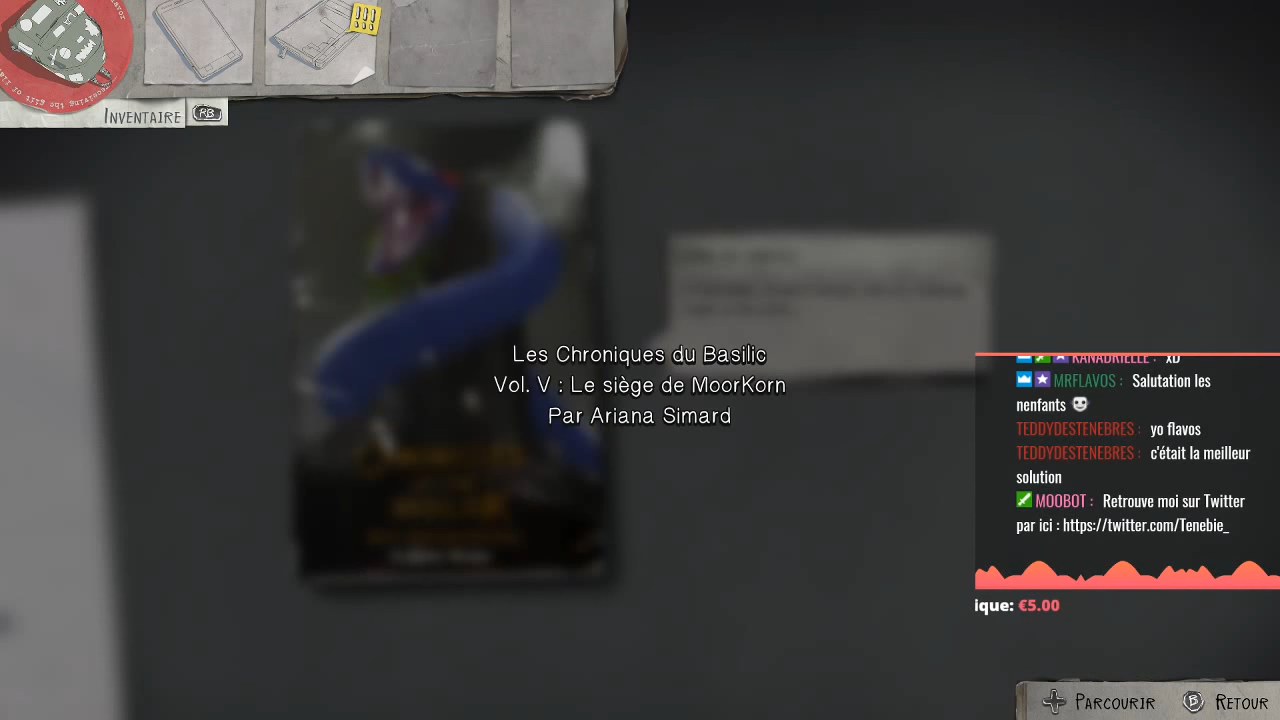 INVENTAIRE
RB
Les Chroniques du Basilic
Vol. V : Le siège de MoorKorn
Par Ariana Simard
KANADRIELLE : xD
MRFLAVOS : Salutation les
nenfants
TEDDYDESTENEBRES : yo flavos
TEDDYDESTENEBRES : c'était la meilleur
solution
MOOBOT : Retrouve moi sur Twitter
par ici : https://twitter.com/Tenebie_
ique: €5.00
PARCOURIR
B
RETOUR